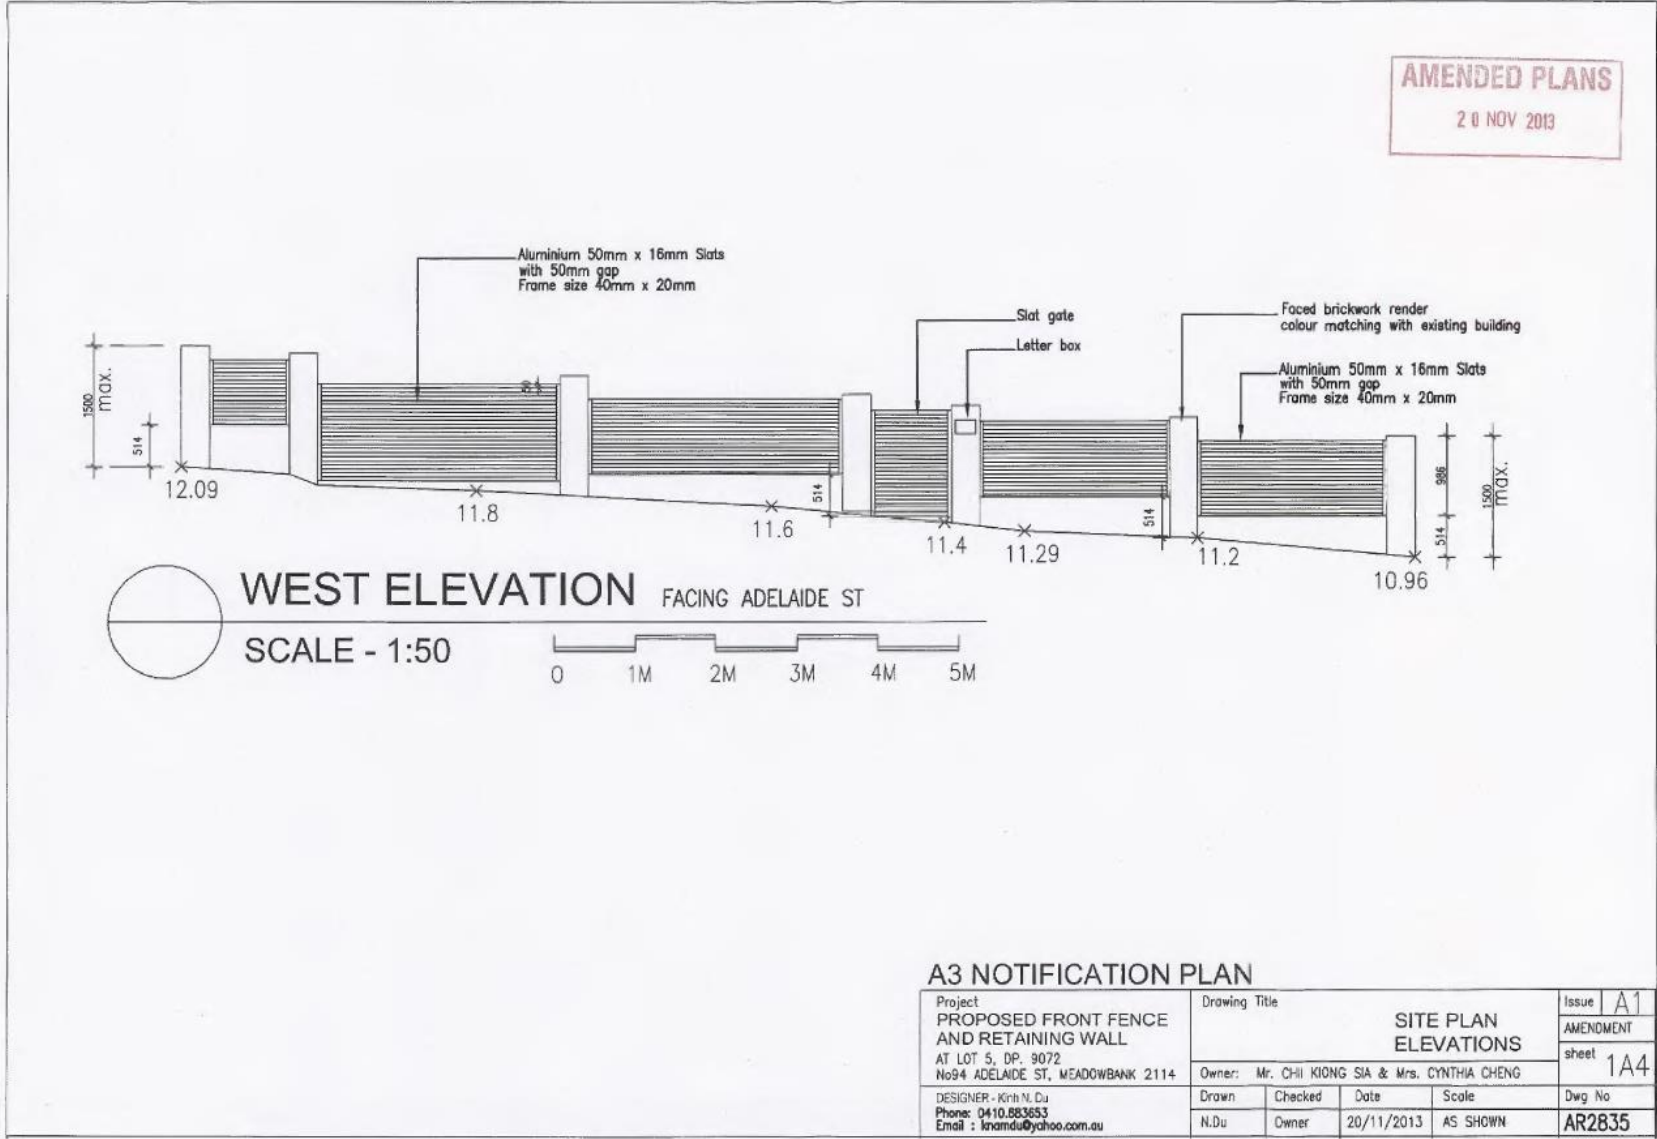 AMENDED PLANS
20 NOV 2013
Aluminium 50mm x 16mm Slats
with 50mm gap
Frame size 40mm x 20mm
Slat gate
Letter box
Faced brickwork render
colour matching with existing building
Aluminium 50mm x 16mm Slats
with 50mm gap
Frame size 40mm x 20mm
1500
max.
514
50
514
514
986
514
1500
max.
12.09
11.8
11.6
11.4
11.29
11.2
10.96
WEST ELEVATION FACING ADELAIDE ST
SCALE - 1:50
0 1M 2M 3M 4M 5M
A3 NOTIFICATION PLAN
Project
PROPOSED FRONT FENCE
AND RETAINING WALL
AT LOT 5, DP. 9072
No94 ADELAIDE ST, MEADOWBANK 2114
DESIGNER - Kinh N. Du
Phone: 0410.883653
Email : knamdu@yahoo.com.au
Drawing Title
SITE PLAN
ELEVATIONS
Owner: Mr. CHII KIONG SIA & Mrs. CYNTHIA CHENG
Drawn Checked Date Scale
N.Du Owner 20/11/2013 AS SHOWN
Issue A1
AMENDMENT
sheet 1A4
Dwg No
AR2835